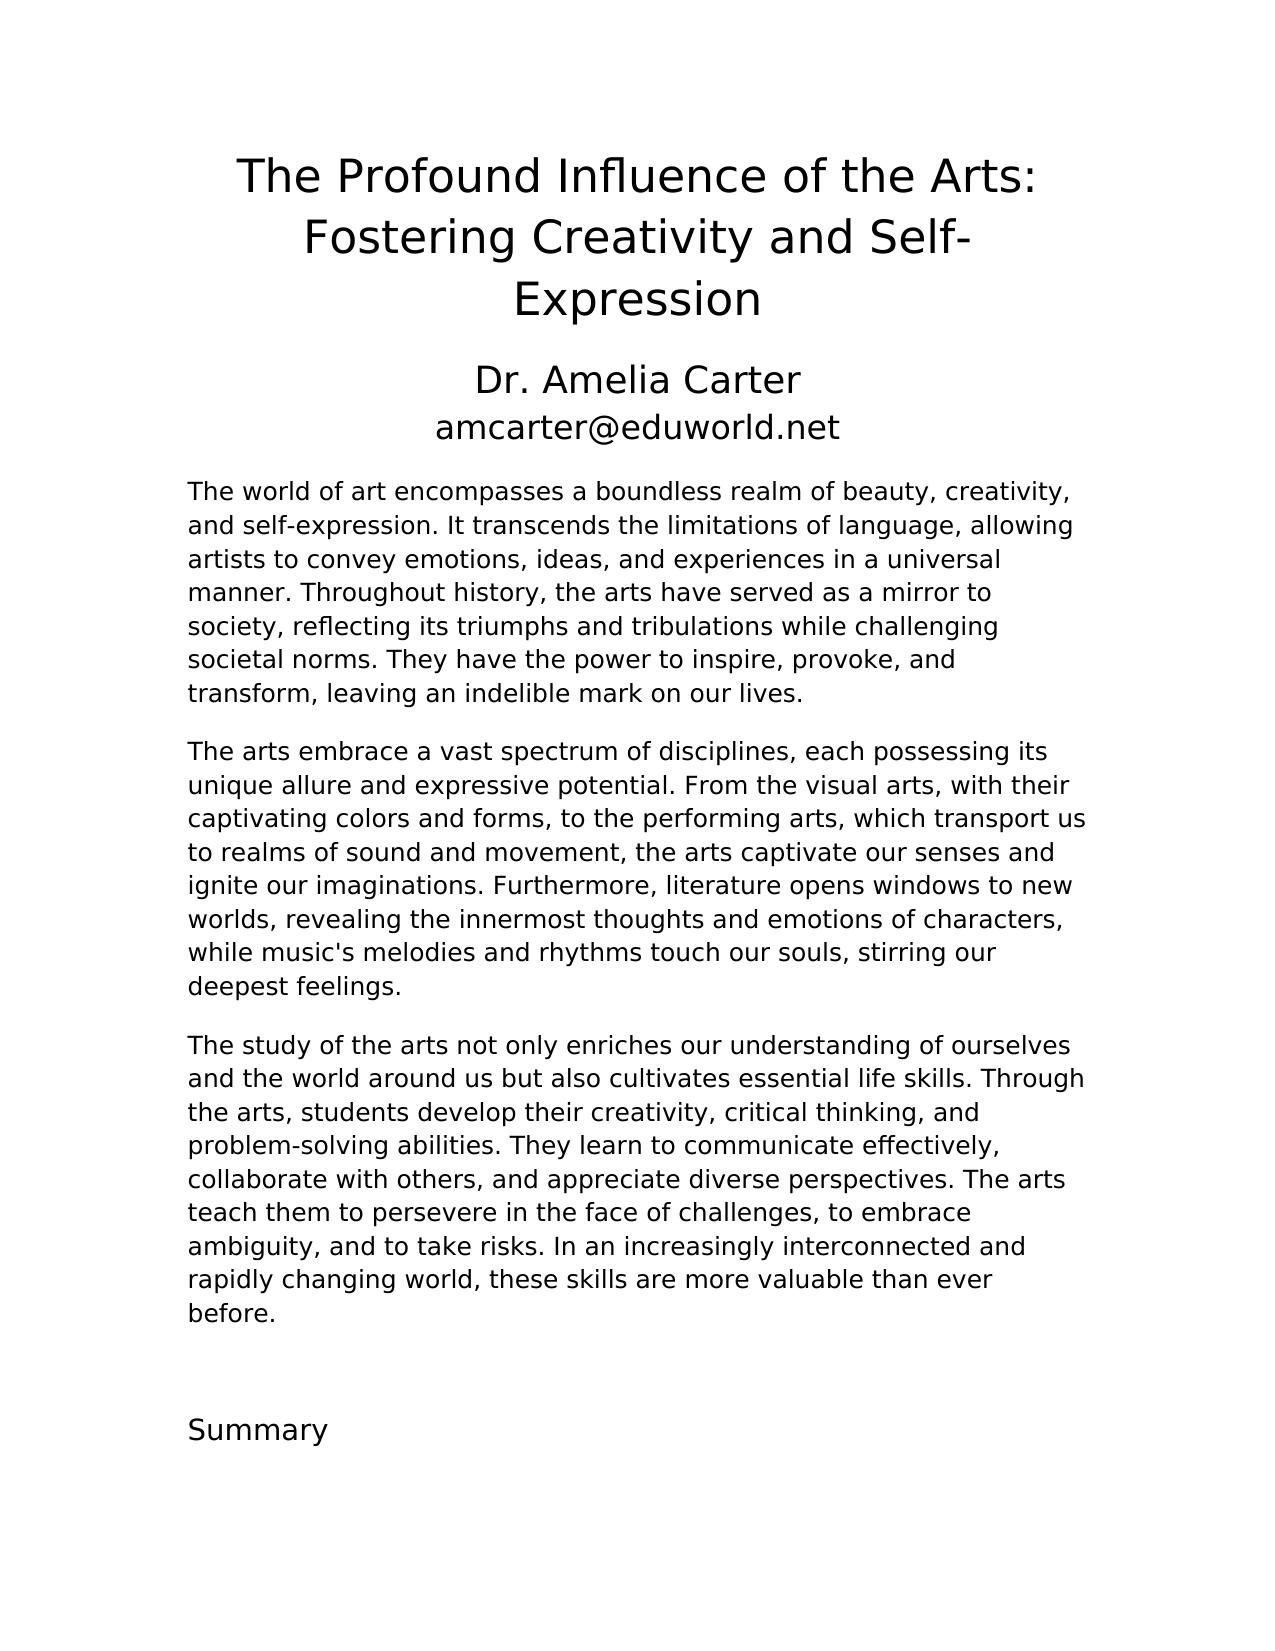 The Profound Influence of the Arts:
Fostering Creativity and Self-
Expression
Dr. Amelia Carter
amcarter@eduworld.net
The world of art encompasses a boundless realm of beauty, creativity,
and self-expression. It transcends the limitations of language, allowing
artists to convey emotions, ideas, and experiences in a universal
manner. Throughout history, the arts have served as a mirror to
society, reflecting its triumphs and tribulations while challenging
societal norms. They have the power to inspire, provoke, and
transform, leaving an indelible mark on our lives.
The arts embrace a vast spectrum of disciplines, each possessing its
unique allure and expressive potential. From the visual arts, with their
captivating colors and forms, to the performing arts, which transport us
to realms of sound and movement, the arts captivate our senses and
ignite our imaginations. Furthermore, literature opens windows to new
worlds, revealing the innermost thoughts and emotions of characters,
while music's melodies and rhythms touch our souls, stirring our
deepest feelings.
The study of the arts not only enriches our understanding of ourselves
and the world around us but also cultivates essential life skills. Through
the arts, students develop their creativity, critical thinking, and
problem-solving abilities. They learn to communicate effectively,
collaborate with others, and appreciate diverse perspectives. The arts
teach them to persevere in the face of challenges, to embrace
ambiguity, and to take risks. In an increasingly interconnected and
rapidly changing world, these skills are more valuable than ever
before.
Summary